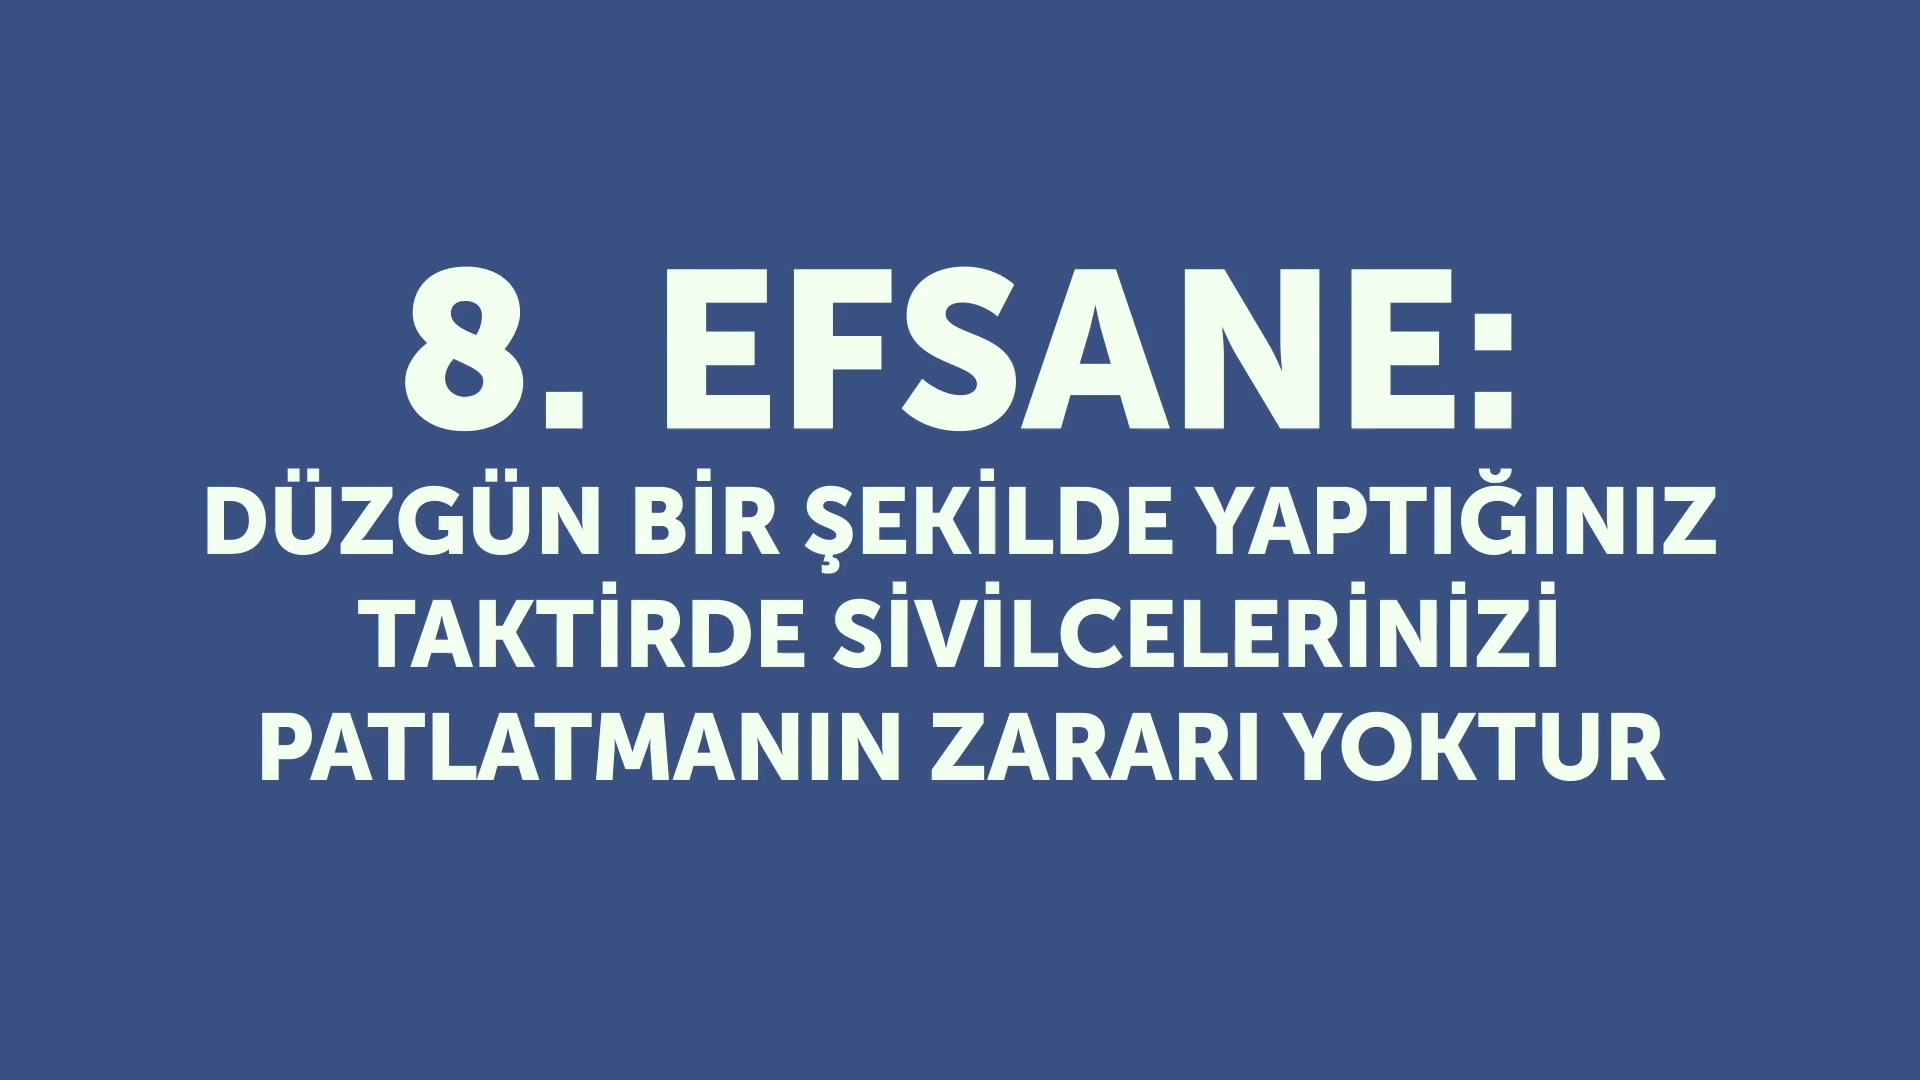 8. EFSANE:
DÜZGÜN BİR ŞEKİLDE YAPTIĞINIZ
TAKTİRDE SİVİLCELERİNİZİ
PATLATMANIN ZARARI YOKTUR